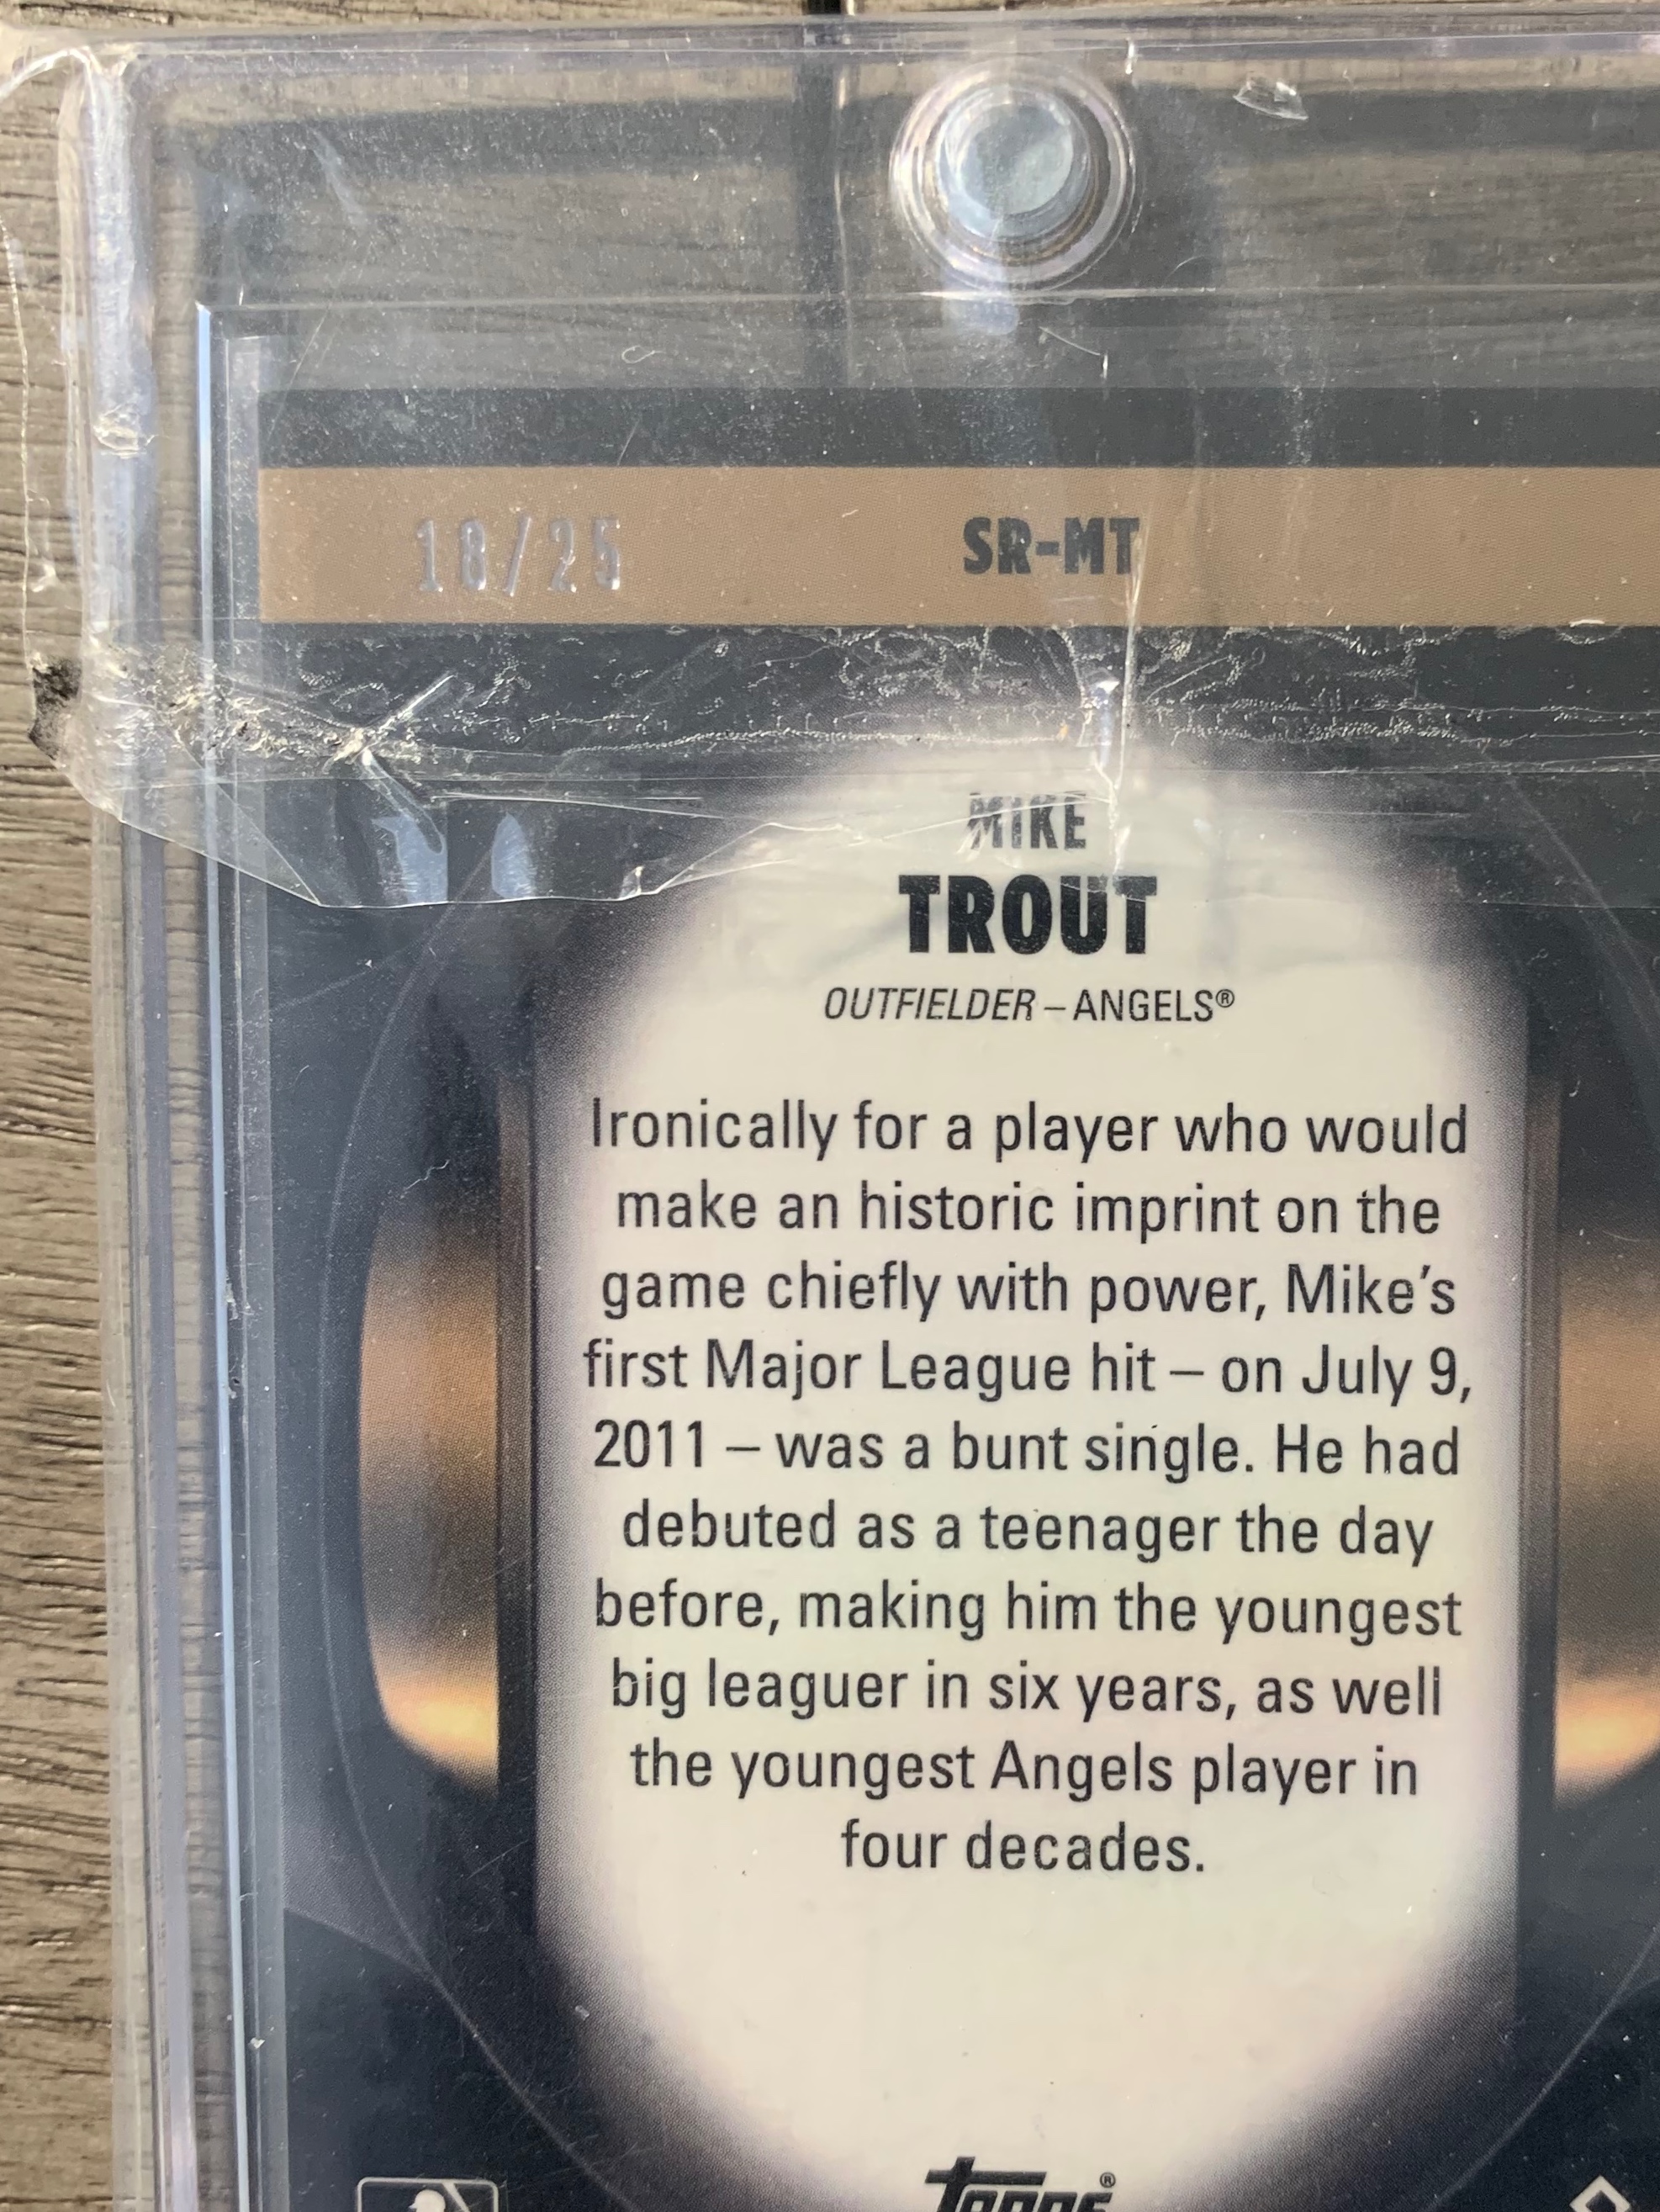 18/25 SR-MT
MIKE
TROUT
OUTFIELDER – ANGELS®
Ironically for a player who would
make an historic imprint on the
game chiefly with power, Mike's
first Major League hit – on July 9,
2011 – was a bunt single. He had
debuted as a teenager the day
before, making him the youngest
big leaguer in six years, as well
the youngest Angels player in
four decades.
Topps®